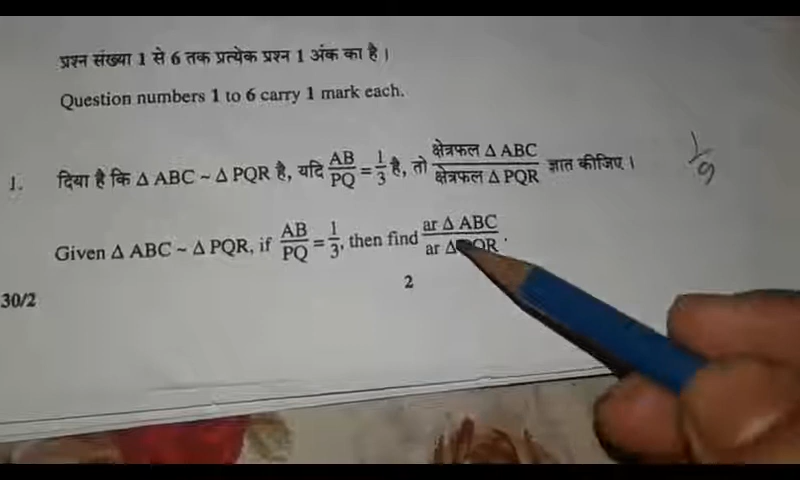 प्रश्न संख्या 1 से 6 तक प्रत्येक प्रश्न 1 अंक का है।
Question numbers 1 to 6 carry 1 mark each.
1. दिया है कि Δ ABC ~ Δ PQR है, यदि AB/PQ = 1/3 है, तो क्षेत्रफल Δ ABC/क्षेत्रफल Δ PQR ज्ञात कीजिए। 1/9
Given Δ ABC ~ Δ PQR, if AB/PQ = 1/3, then find ar Δ ABC/ar Δ PQR.
30/2
2